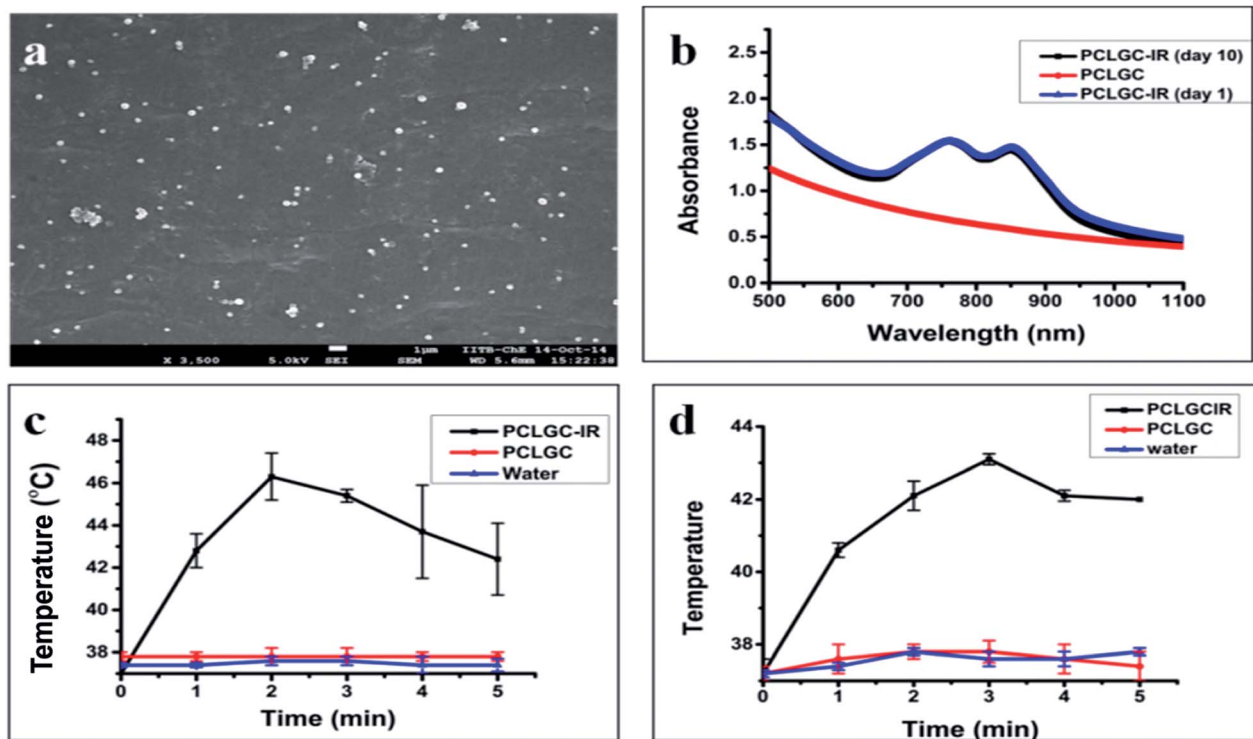 a
X 3,500 5.0kV SEI 1µm SEM IITB-ChE 14-Oct-14 WD 5.6mm 15:22:38
b
PCLGC-IR (day 10)
PCLGC
PCLGC-IR (day 1)
2.5
2.0
1.5
1.0
0.5
0.0
Absorbance
500 600 700 800 900 1000 1100
Wavelength (nm)
c
PCLGC-IR
PCLGC
Water
48
46
44
42
40
38
Temperature (°C)
0 1 2 3 4 5
Time (min)
d
PCLGCIR
PCLGC
water
44
42
40
38
Temperature
0 1 2 3 4 5
Time (min)